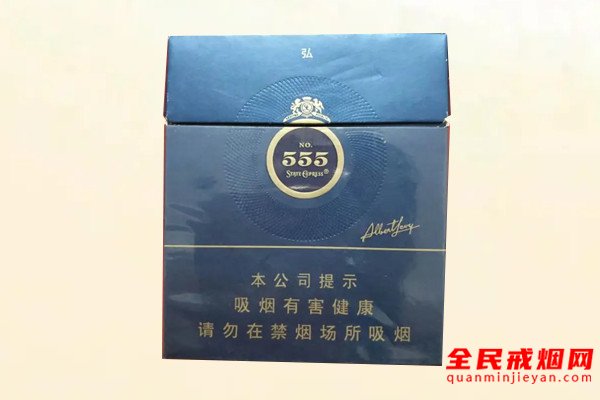 NO.
555
STATE EXPRESS®
Albert Levy
本公司提示
吸烟有害健康
请勿在禁烟场所吸烟
全民戒烟网
quanminjieyan.com